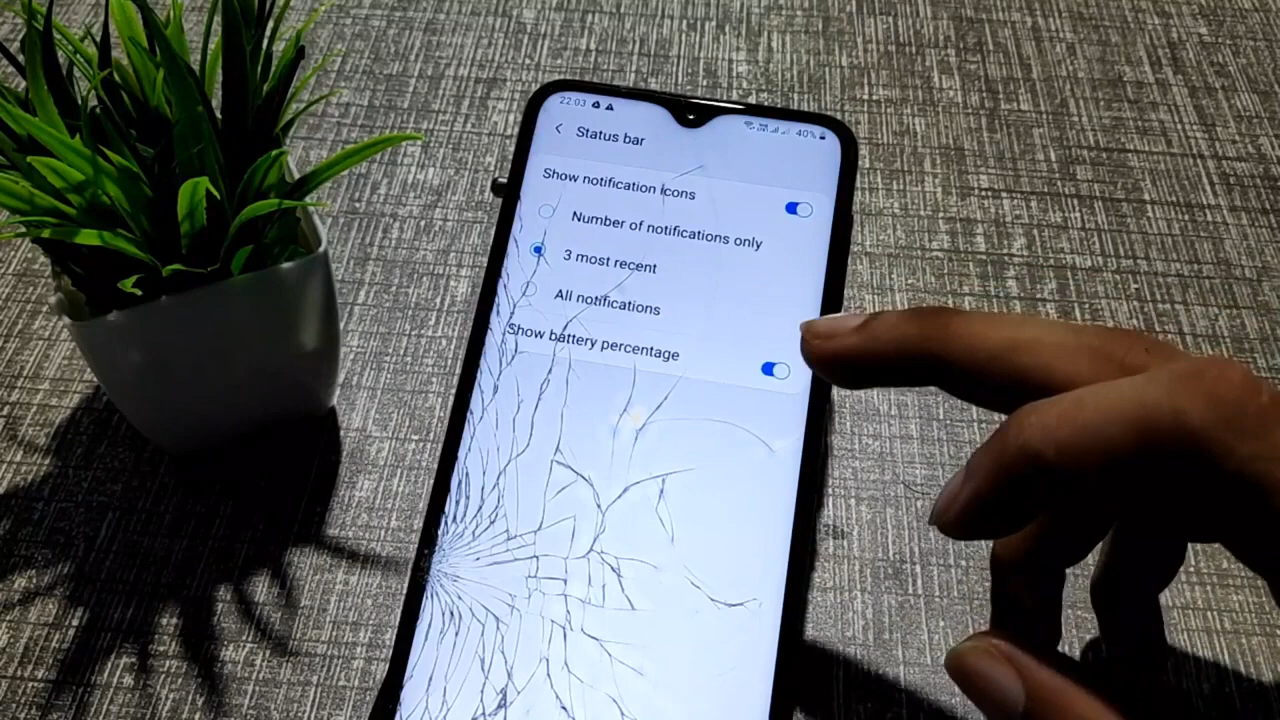 22:03 40%
Status bar
Show notification icons
Number of notifications only
3 most recent
All notifications
Show battery percentage